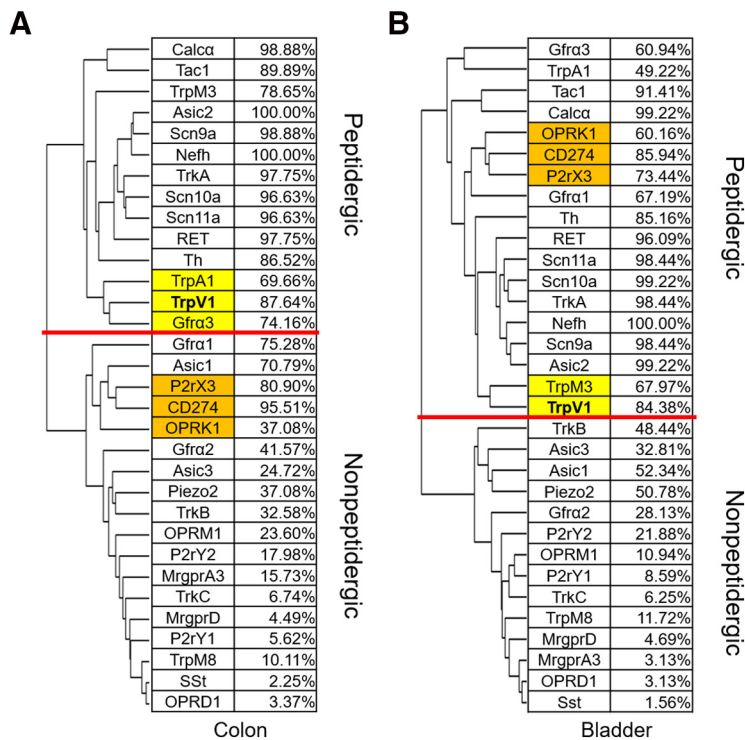 A
Calcα 98.88%
Tac1 89.89%
TrpM3 78.65%
Asic2 100.00%
Scn9a 98.88%
Nefh 100.00%
TrkA 97.75%
Scn10a 96.63%
Scn11a 96.63%
RET 97.75%
Th 86.52%
TrpA1 69.66%
TrpV1 87.64%
Gfrα3 74.16%
Gfrα1 75.28%
Asic1 70.79%
P2rX3 80.90%
CD274 95.51%
OPRK1 37.08%
Gfrα2 41.57%
Asic3 24.72%
Piezo2 37.08%
TrkB 32.58%
OPRM1 23.60%
P2rY2 17.98%
MrgprA3 15.73%
TrkC 6.74%
MrgprD 4.49%
P2rY1 5.62%
TrpM8 10.11%
SSt 2.25%
OPRD1 3.37%
Peptidergic
Nonpeptidergic
Colon
B
Gfrα3 60.94%
TrpA1 49.22%
Tac1 91.41%
Calcα 99.22%
OPRK1 60.16%
CD274 85.94%
P2rX3 73.44%
Gfrα1 67.19%
Th 85.16%
RET 96.09%
Scn11a 98.44%
Scn10a 99.22%
TrkA 98.44%
Nefh 100.00%
Scn9a 98.44%
Asic2 99.22%
TrpM3 67.97%
TrpV1 84.38%
TrkB 48.44%
Asic3 32.81%
Asic1 52.34%
Piezo2 50.78%
Gfrα2 28.13%
P2rY2 21.88%
OPRM1 10.94%
P2rY1 8.59%
TrkC 6.25%
TrpM8 11.72%
MrgprD 4.69%
MrgprA3 3.13%
OPRD1 3.13%
Sst 1.56%
Peptidergic
Nonpeptidergic
Bladder